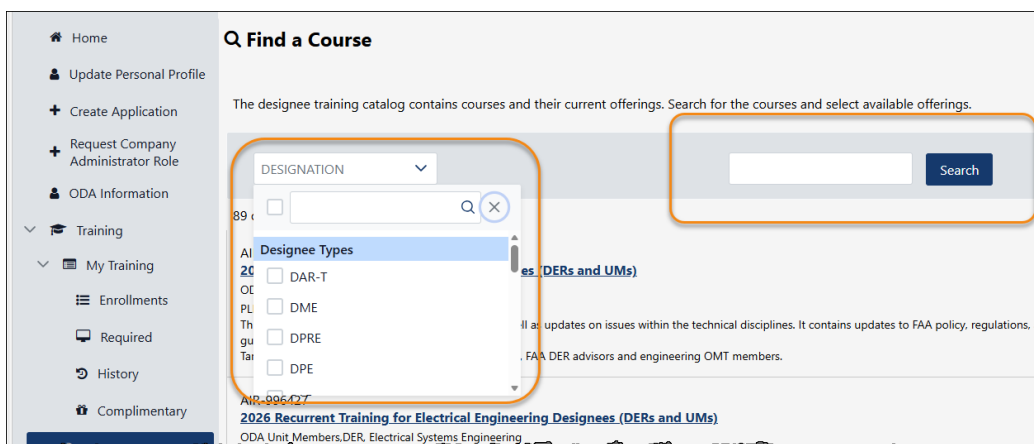 Home
Update Personal Profile
Create Application
Request Company
Administrator Role
ODA Information
Training
My Training
Enrollments
Required
History
Complimentary
Find a Course
The designee training catalog contains courses and their current offerings. Search for the courses and select available offerings.
DESIGNATION
Search
89
Designee Types
DAR-T
DME
DPRE
DPE
es (DERs and UMs)
ll as updates on issues within the technical disciplines. It contains updates to FAA policy, regulations,
, FAA DER advisors and engineering OMT members.
AIR-996427
2026 Recurrent Training for Electrical Engineering Designees (DERs and UMs)
ODA Unit Members,DER, Electrical Systems Engineering